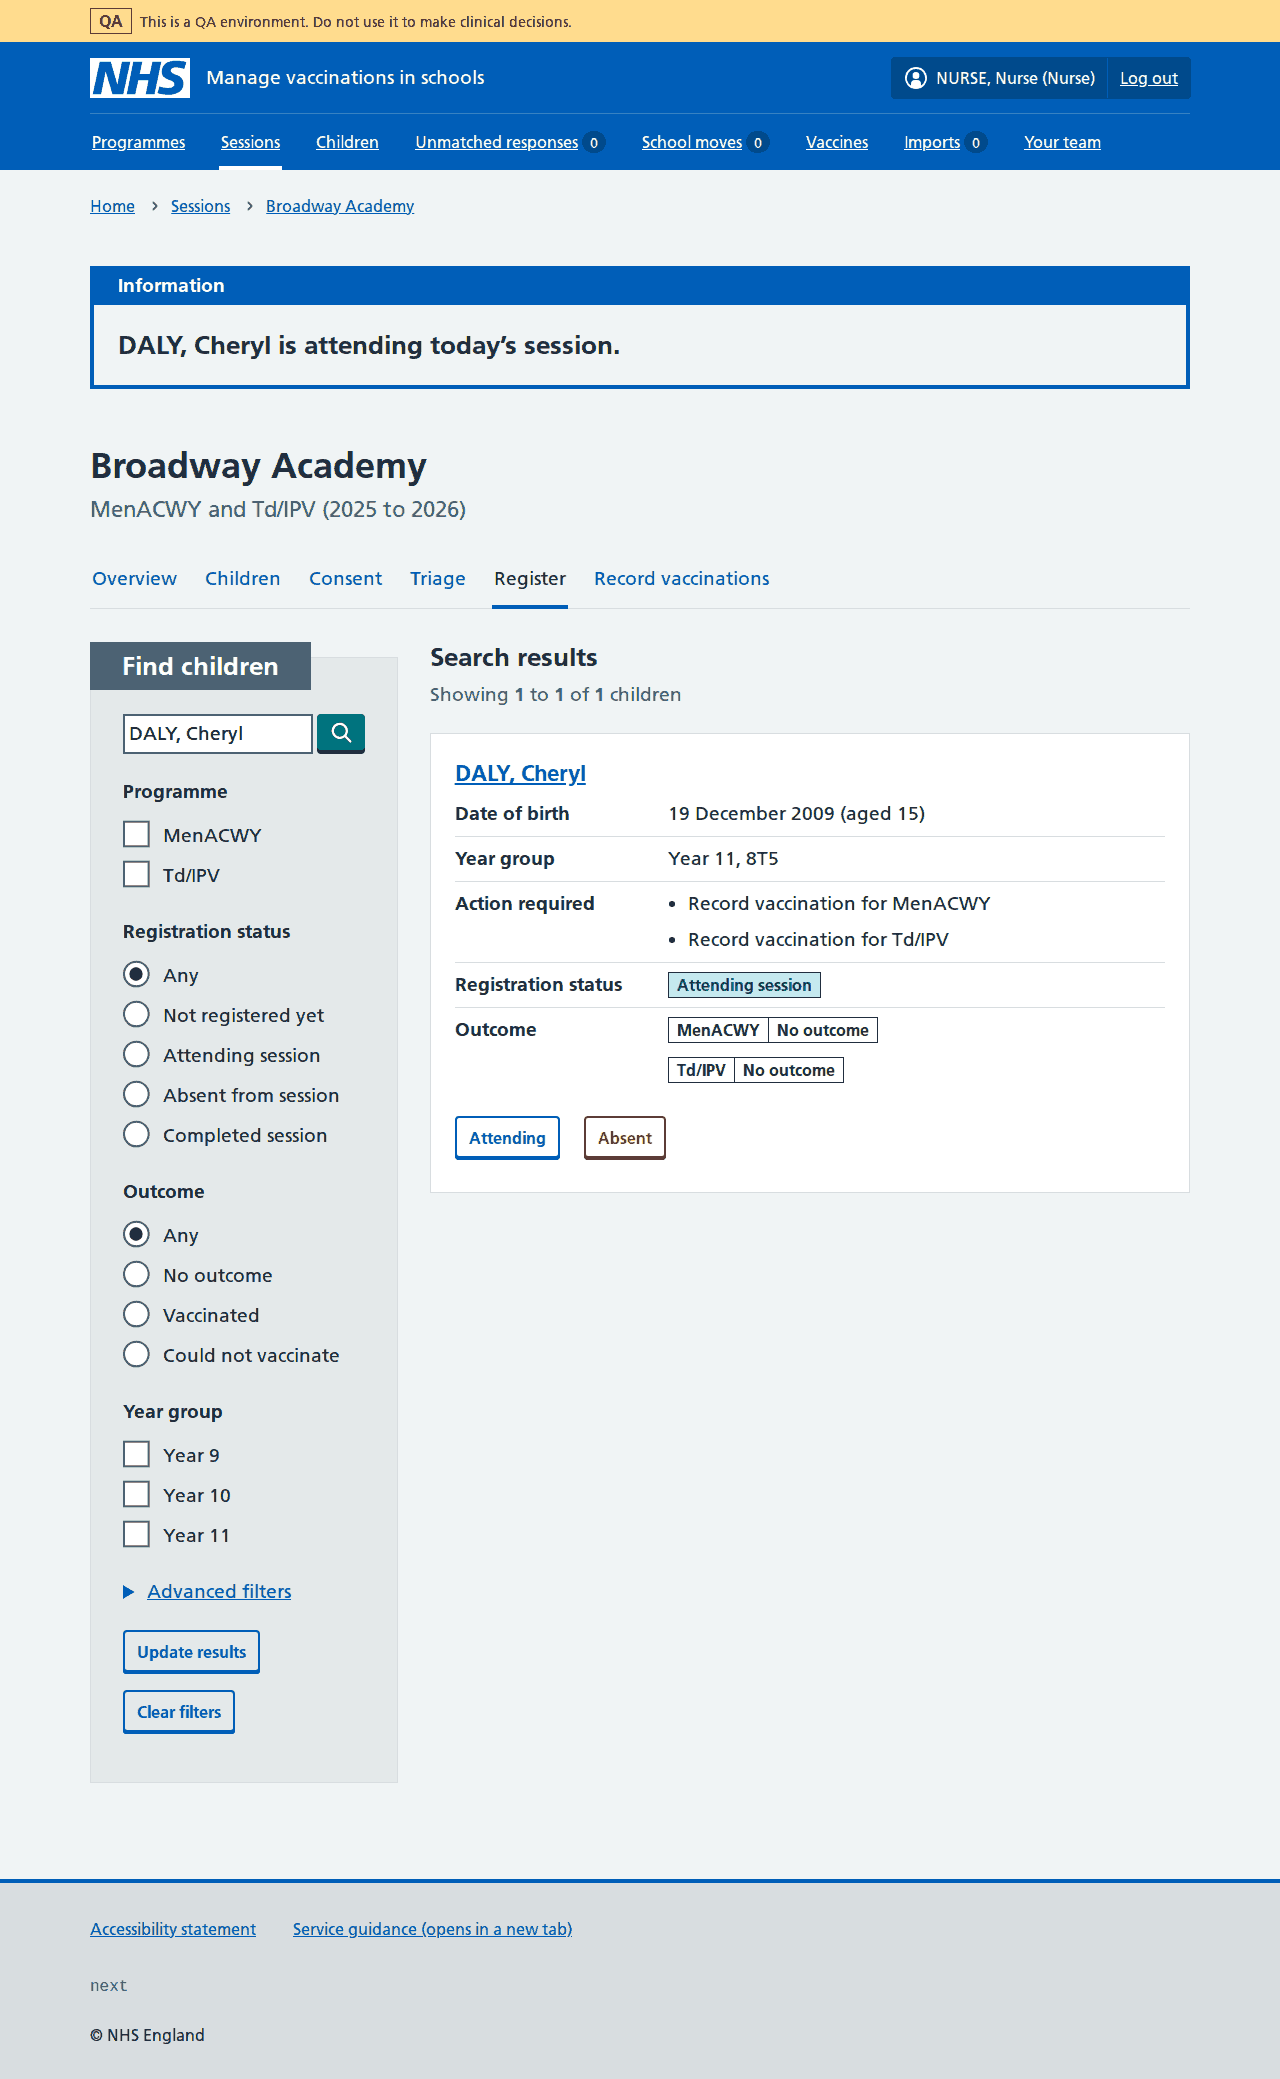 QA This is a QA environment. Do not use it to make clinical decisions.
NHS Manage vaccinations in schools NURSE, Nurse (Nurse) Log out
Programmes Sessions Children Unmatched responses 0 School moves 0 Vaccines Imports 0 Your team
Home Sessions Broadway Academy
Information
DALY, Cheryl is attending today’s session.
Broadway Academy
MenACWY and Td/IPV (2025 to 2026)
Overview Children Consent Triage Register Record vaccinations
Find children
DALY, Cheryl
Programme
MenACWY
Td/IPV
Registration status
Any
Not registered yet
Attending session
Absent from session
Completed session
Outcome
Any
No outcome
Vaccinated
Could not vaccinate
Year group
Year 9
Year 10
Year 11
Advanced filters
Update results
Clear filters
Search results
Showing 1 to 1 of 1 children
DALY, Cheryl
Date of birth 19 December 2009 (aged 15)
Year group Year 11, 8T5
Action required • Record vaccination for MenACWY
• Record vaccination for Td/IPV
Registration status Attending session
Outcome MenACWY No outcome
Td/IPV No outcome
Attending Absent
Accessibility statement Service guidance (opens in a new tab)
next
© NHS England